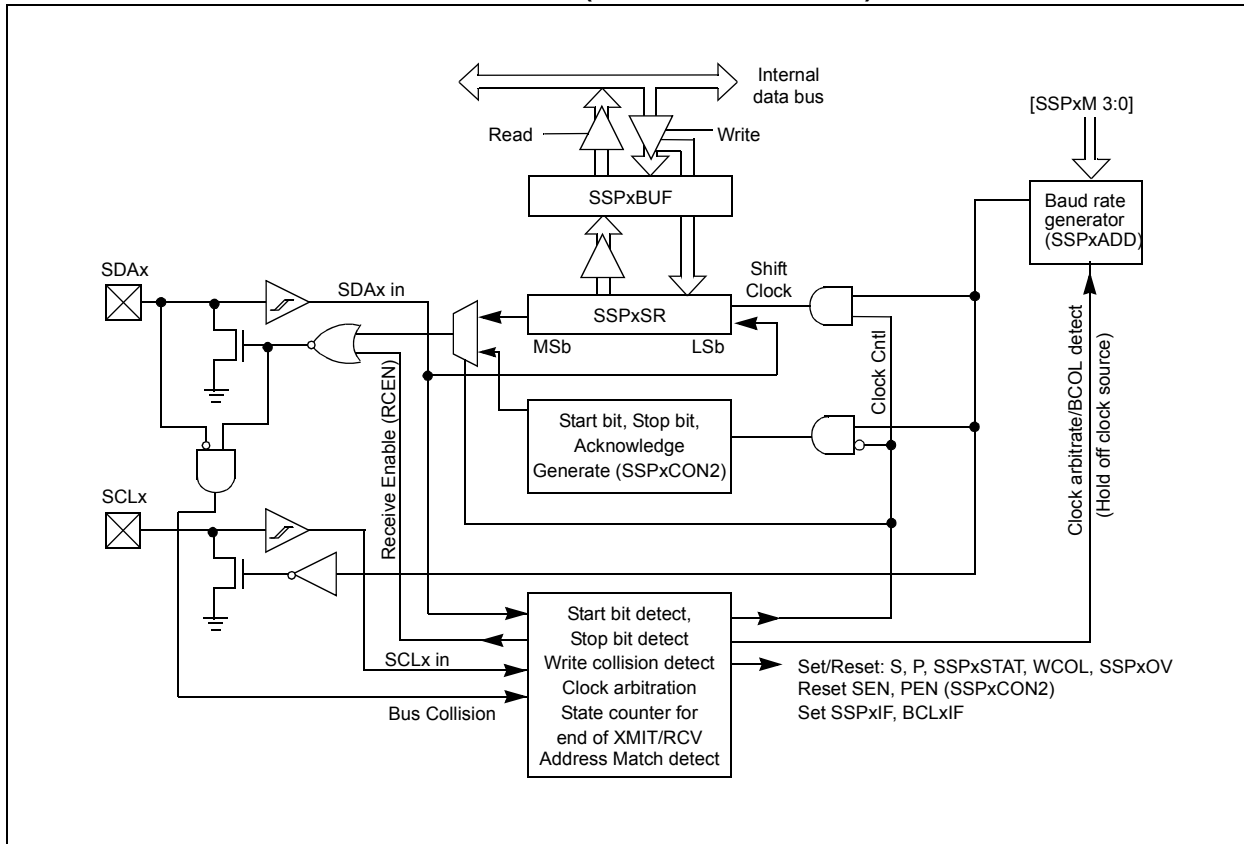 Internal
data bus
[SSPxM 3:0]
Read
Write
SSPxBUF
Baud rate
generator
(SSPxADD)
SDAx
SDAx in
Shift
Clock
SSPxSR
MSb
LSb
Clock Cntl
Receive Enable (RCEN)
Start bit, Stop bit,
Acknowledge
Generate (SSPxCON2)
Clock arbitrate/BCOL detect
(Hold off clock source)
SCLx
SCLx in
Bus Collision
Start bit detect,
Stop bit detect
Write collision detect
Clock arbitration
State counter for
end of XMIT/RCV
Address Match detect
Set/Reset: S, P, SSPxSTAT, WCOL, SSPxOV
Reset SEN, PEN (SSPxCON2)
Set SSPxIF, BCLxIF